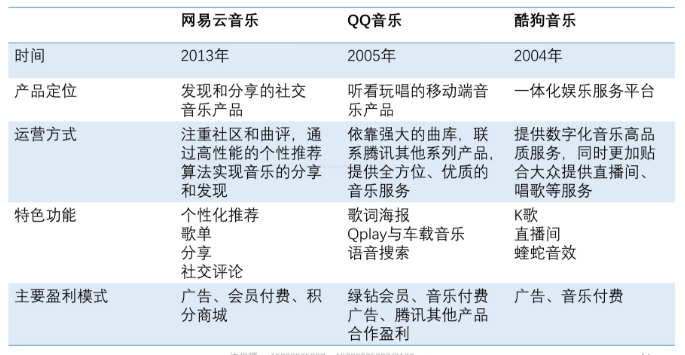 网易云音乐 QQ音乐 酷狗音乐
时间 2013年 2005年 2004年
产品定位 发现和分享的社交 听看玩唱的移动端音 一体化娱乐服务平台
音乐产品 乐产品
运营方式 注重社区和曲评，通 依靠强大的曲库，联 提供数字化音乐高品
过高性能的个性推荐 系腾讯其他系列产品， 质服务，同时更加贴
算法实现音乐的分享 提供全方位、优质的 合大众提供直播间、
和发现 音乐服务 唱歌等服务
特色功能 个性化推荐 歌词海报 K歌
歌单 Qplay与车载音乐 直播间
分享 语音搜索 蝰蛇音效
社交评论
主要盈利模式 广告、会员付费、积 绿钻会员、音乐付费 广告、音乐付费
分商城 广告、腾讯其他产品
合作盈利